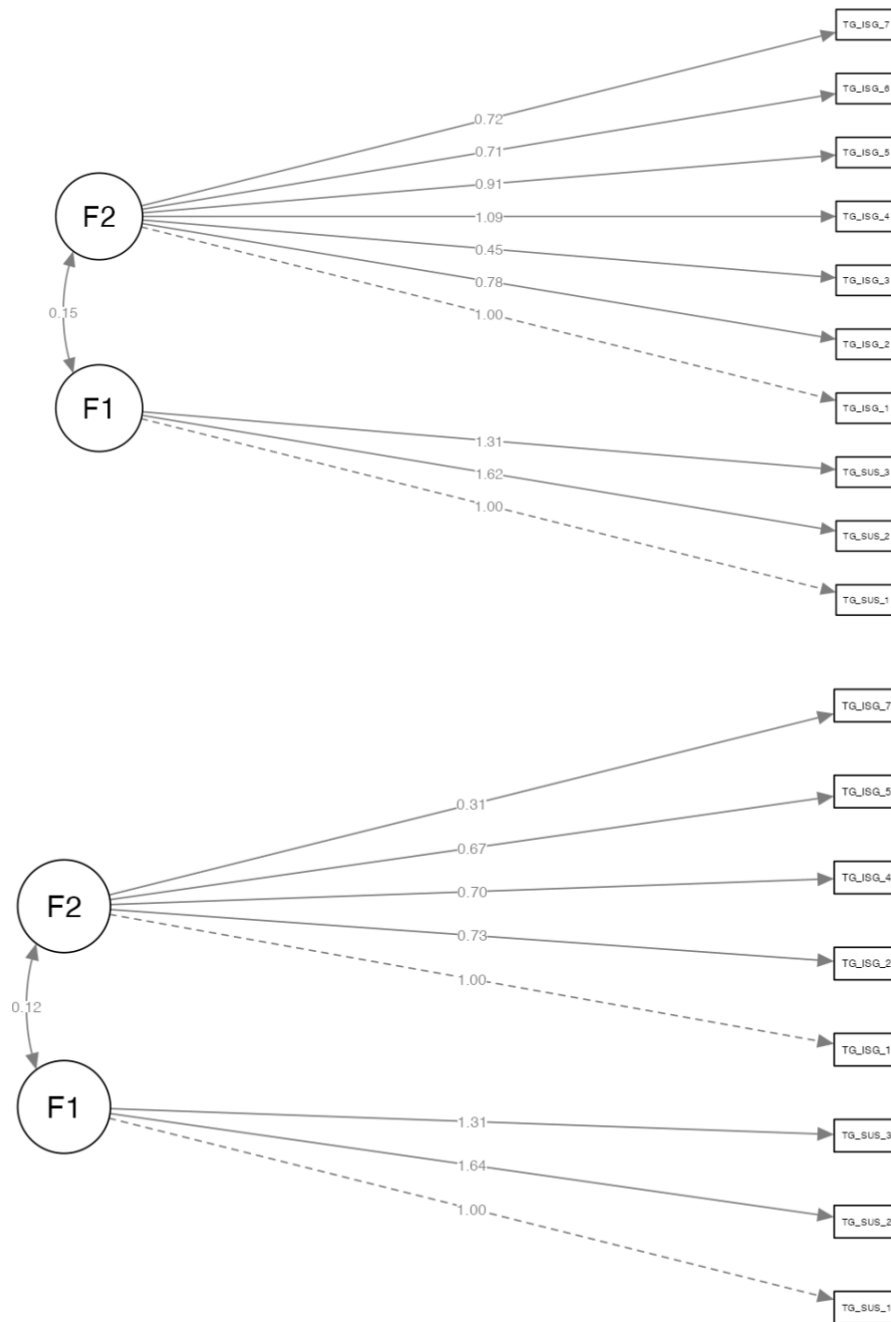 TG_ISG_7
TG_ISG_6
0.72
0.71
TG_ISG_5
0.91
F2
1.09
TG_ISG_4
0.45
TG_ISG_3
0.78
0.15
1.00
TG_ISG_2
F1
TG_ISG_1
1.31
TG_SUS_3
1.62
1.00
TG_SUS_2
TG_SUS_1
TG_ISG_7
TG_ISG_5
0.31
0.67
TG_ISG_4
0.70
F2
0.73
TG_ISG_2
1.00
0.12
TG_ISG_1
F1
1.31
TG_SUS_3
1.64
1.00
TG_SUS_2
TG_SUS_1